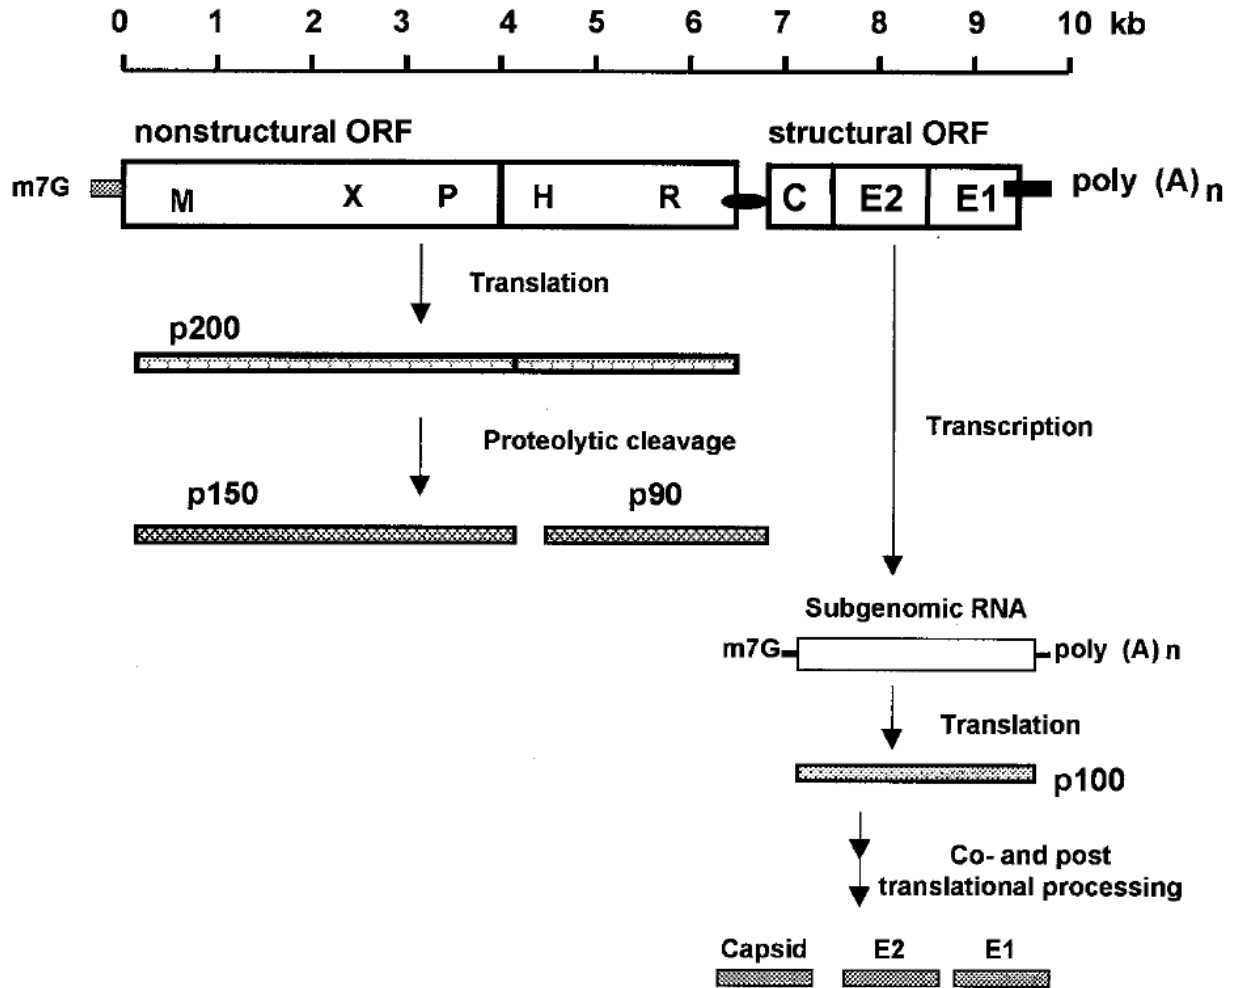 0 1 2 3 4 5 6 7 8 9 10 kb
nonstructural ORF structural ORF
m7G M X P H R C E2 E1 poly (A)n
Translation
p200
Proteolytic cleavage
Transcription
p150 p90
Subgenomic RNA
m7G poly (A) n
Translation
p100
Co- and post
translational processing
Capsid E2 E1